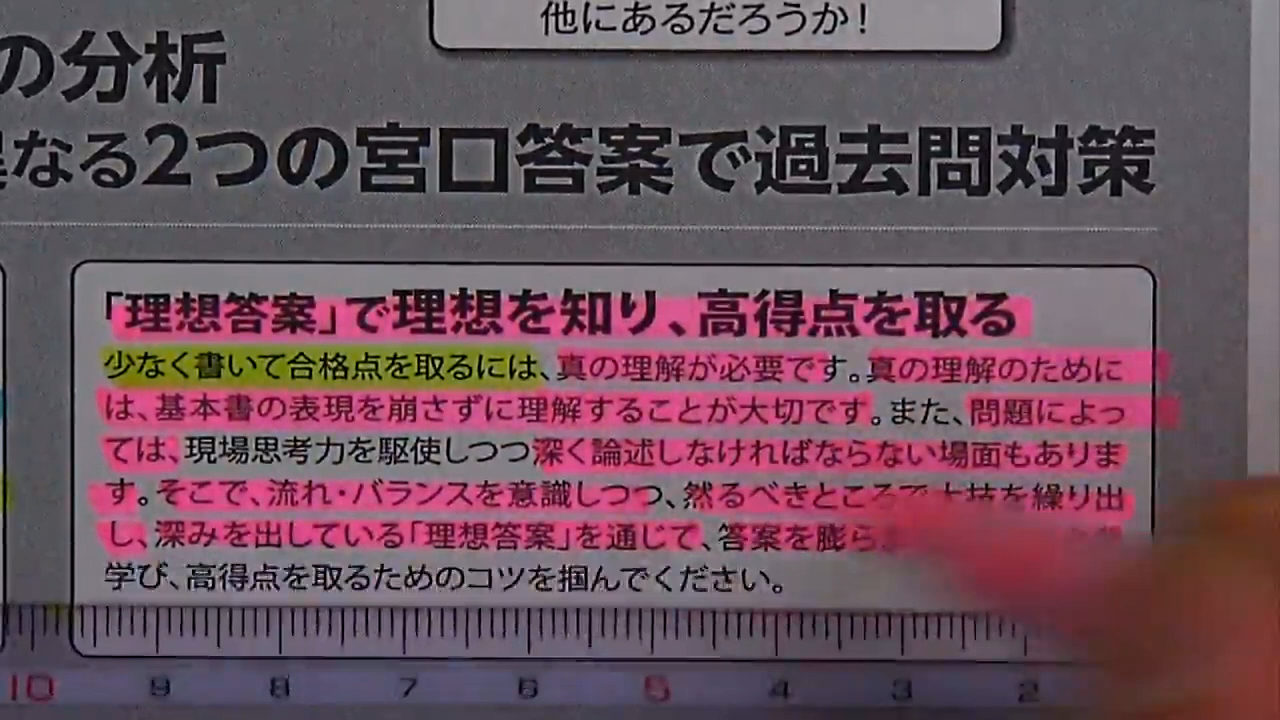 他にあるだろうか!
の分析
なる2つの宮口答案で過去問対策
「理想答案」で理想を知り、高得点を取る
少なく書いて合格点を取るには、真の理解が必要です。真の理解のために
は、基本書の表現を崩さずに理解することが大切です。また、問題によっ
ては、現場思考力を駆使しつつ深く論述しなければならない場面もありま
す。そこで、流れ・バランスを意識しつつ、然るべきところで大技を繰り出
し、深みを出している「理想答案」を通じて、答案を膨ら
学び、高得点を取るためのコツを掴んでください。
10 9 8 7 6 5 4 3 2